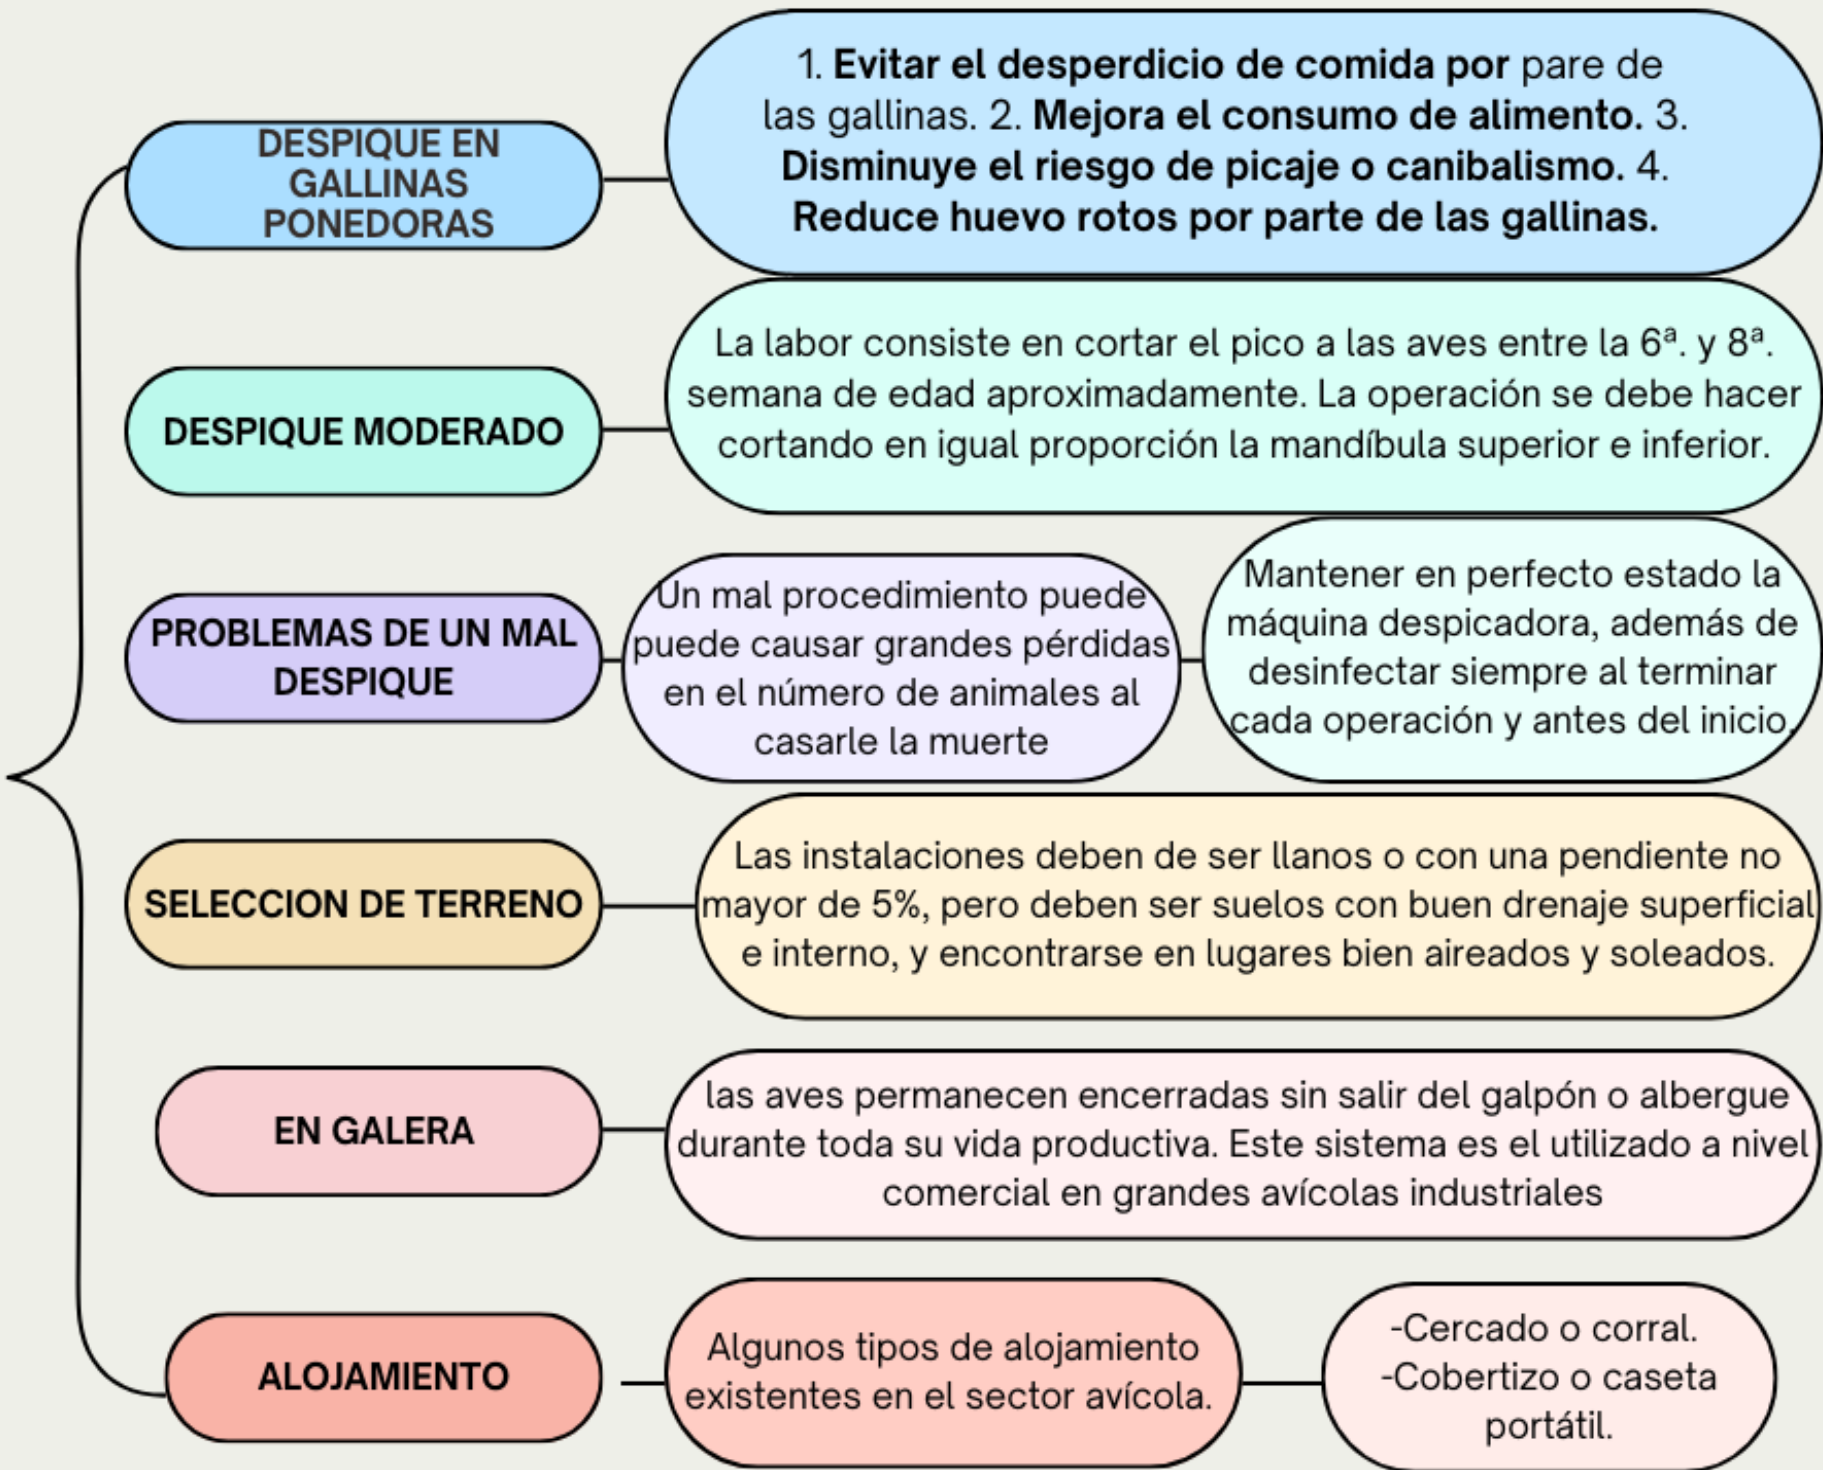 DESPIQUE EN
GALLINAS
PONEDORAS
1. Evitar el desperdicio de comida por pare de
las gallinas. 2. Mejora el consumo de alimento. 3.
Disminuye el riesgo de picaje o canibalismo. 4.
Reduce huevo rotos por parte de las gallinas.
DESPIQUE MODERADO
La labor consiste en cortar el pico a las aves entre la 6ª. y 8ª.
semana de edad aproximadamente. La operación se debe hacer
cortando en igual proporción la mandíbula superior e inferior.
PROBLEMAS DE UN MAL
DESPIQUE
Un mal procedimiento puede
puede causar grandes pérdidas
en el número de animales al
casarle la muerte
Mantener en perfecto estado la
máquina despicadora, además de
desinfectar siempre al terminar
cada operación y antes del inicio.
SELECCION DE TERRENO
Las instalaciones deben de ser llanos o con una pendiente no
mayor de 5%, pero deben ser suelos con buen drenaje superficial
e interno, y encontrarse en lugares bien aireados y soleados.
EN GALERA
las aves permanecen encerradas sin salir del galpón o albergue
durante toda su vida productiva. Este sistema es el utilizado a nivel
comercial en grandes avícolas industriales
ALOJAMIENTO
Algunos tipos de alojamiento
existentes en el sector avícola.
-Cercado o corral.
-Cobertizo o caseta
portátil.